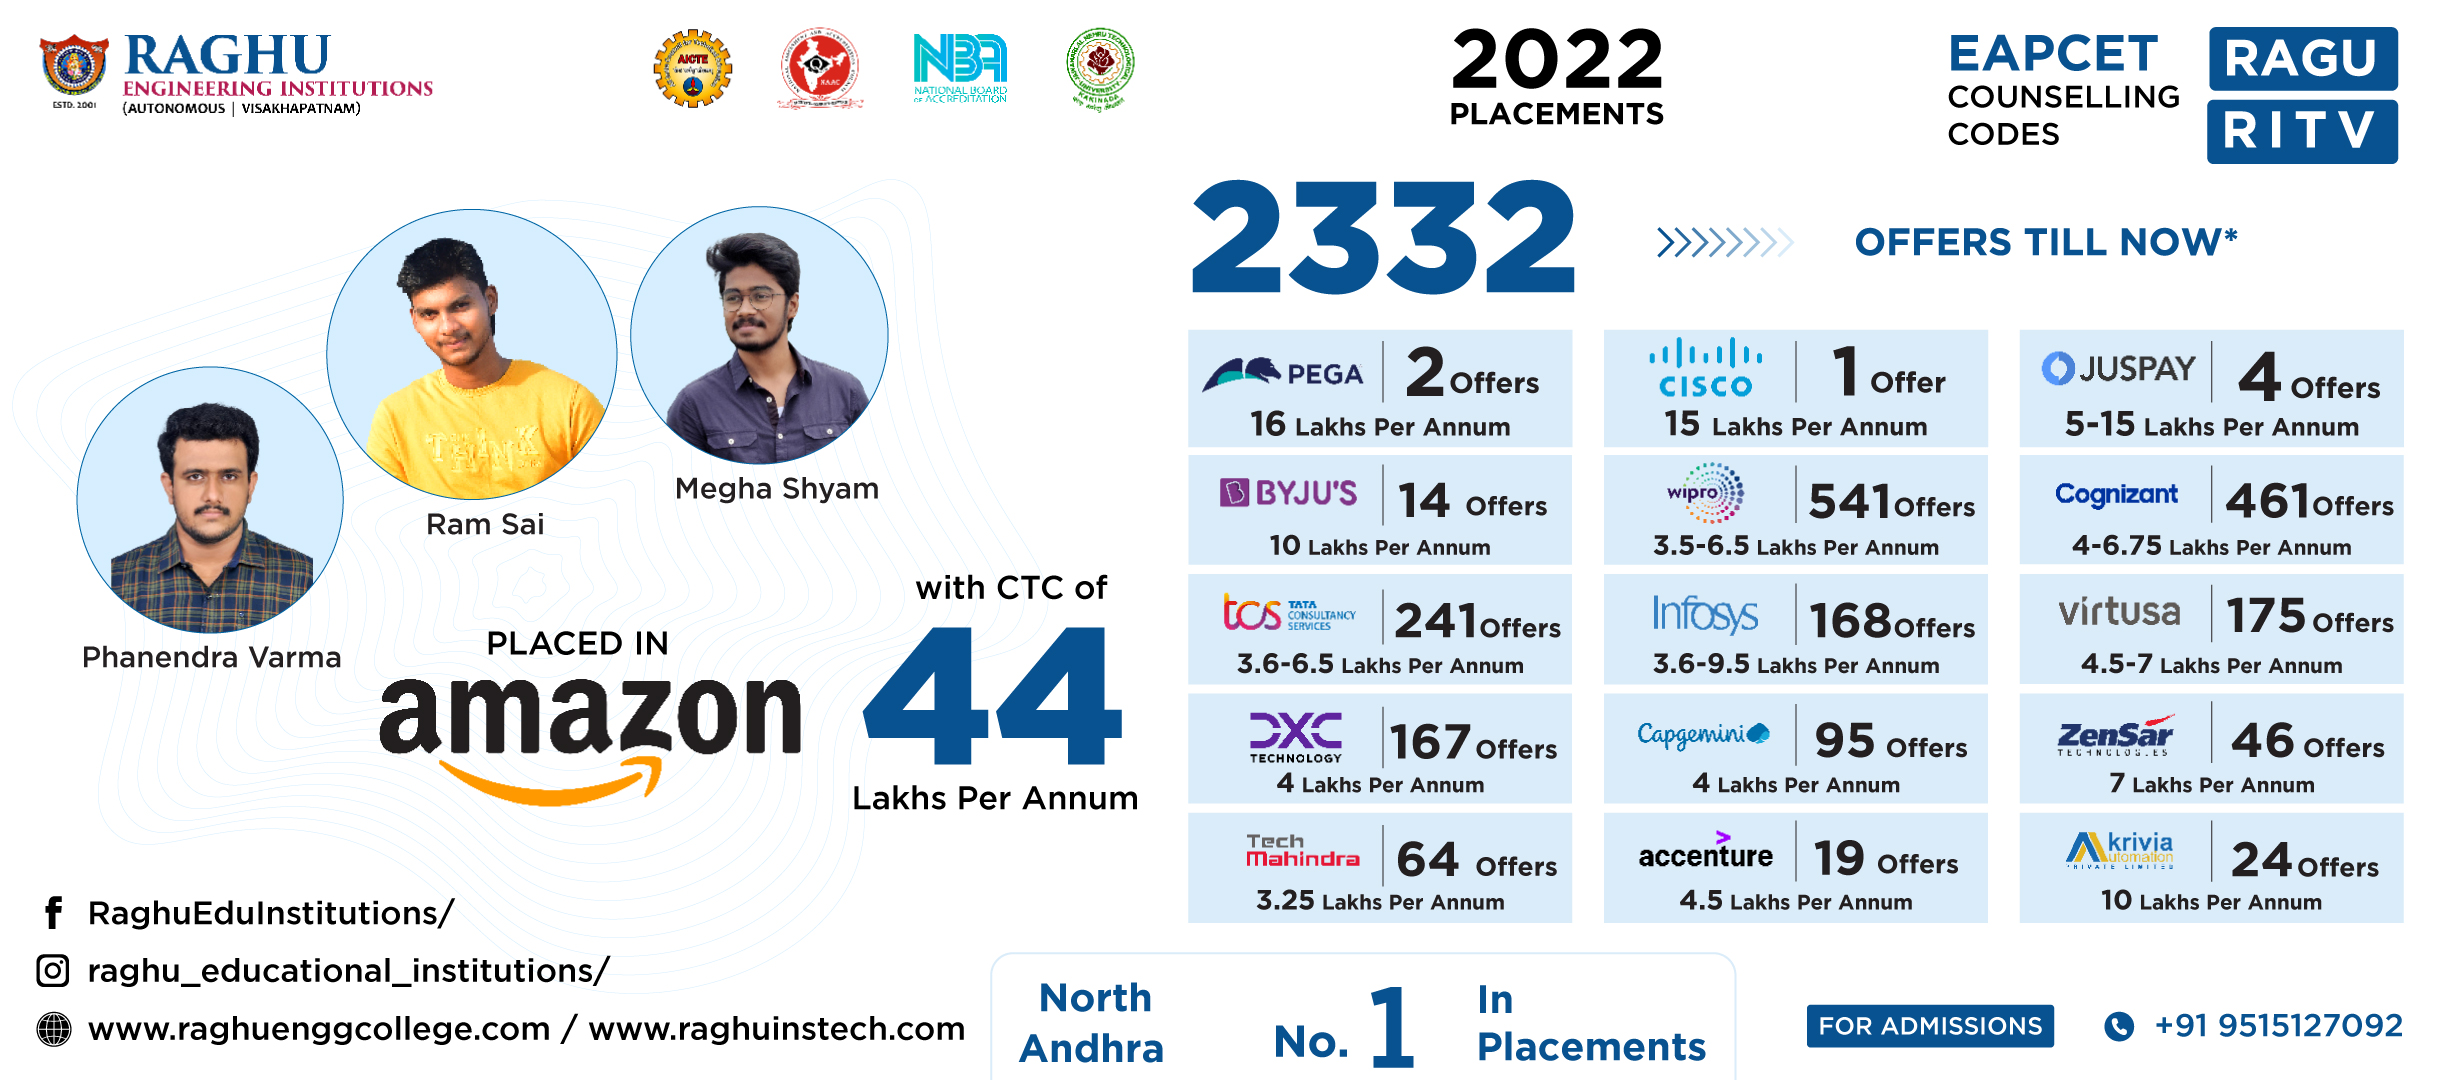 RAGHU
ENGINEERING INSTITUTIONS
(AUTONOMOUS | VISAKHAPATNAM)
ESTD. 2001
AICTE
NAAC
NBA
NATIONAL BOARD
OF ACCREDITATION
KAKINADA
2022
PLACEMENTS
EAPCET
COUNSELLING
CODES
RAGU
RITV
2332
OFFERS TILL NOW*
Megha Shyam
Ram Sai
Phanendra Varma
PLACED IN
amazon
with CTC of
44
Lakhs Per Annum
PEGA
2 Offers
16 Lakhs Per Annum
CISCO
1 Offer
15 Lakhs Per Annum
JUSPAY
4 Offers
5-15 Lakhs Per Annum
BYJU'S
14 Offers
10 Lakhs Per Annum
wipro
541 Offers
3.5-6.5 Lakhs Per Annum
Cognizant
461 Offers
4-6.75 Lakhs Per Annum
tcs TATA
CONSULTANCY
SERVICES
241 Offers
3.6-6.5 Lakhs Per Annum
Infosys
168 Offers
3.6-9.5 Lakhs Per Annum
virtusa
175 Offers
4.5-7 Lakhs Per Annum
DXC
TECHNOLOGY
167 Offers
4 Lakhs Per Annum
Capgemini
95 Offers
4 Lakhs Per Annum
ZenSar
TECHNOLOGIES
46 Offers
7 Lakhs Per Annum
Tech
Mahindra
64 Offers
3.25 Lakhs Per Annum
accenture
19 Offers
4.5 Lakhs Per Annum
Akrivia
Automation
PRIVATE LIMITED
24 Offers
10 Lakhs Per Annum
RaghuEduInstitutions/
raghu_educational_institutions/
www.raghuenggcollege.com / www.raghuinstech.com
North
Andhra
No. 1
In
Placements
FOR ADMISSIONS
+91 9515127092